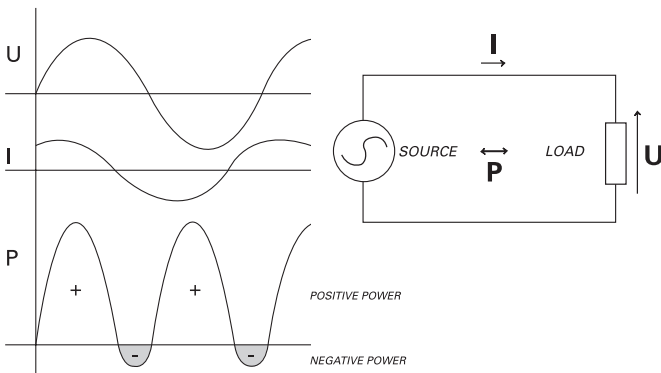 U
I
P
+
+
-
-
POSITIVE POWER
NEGATIVE POWER
I
SOURCE
P
LOAD
U